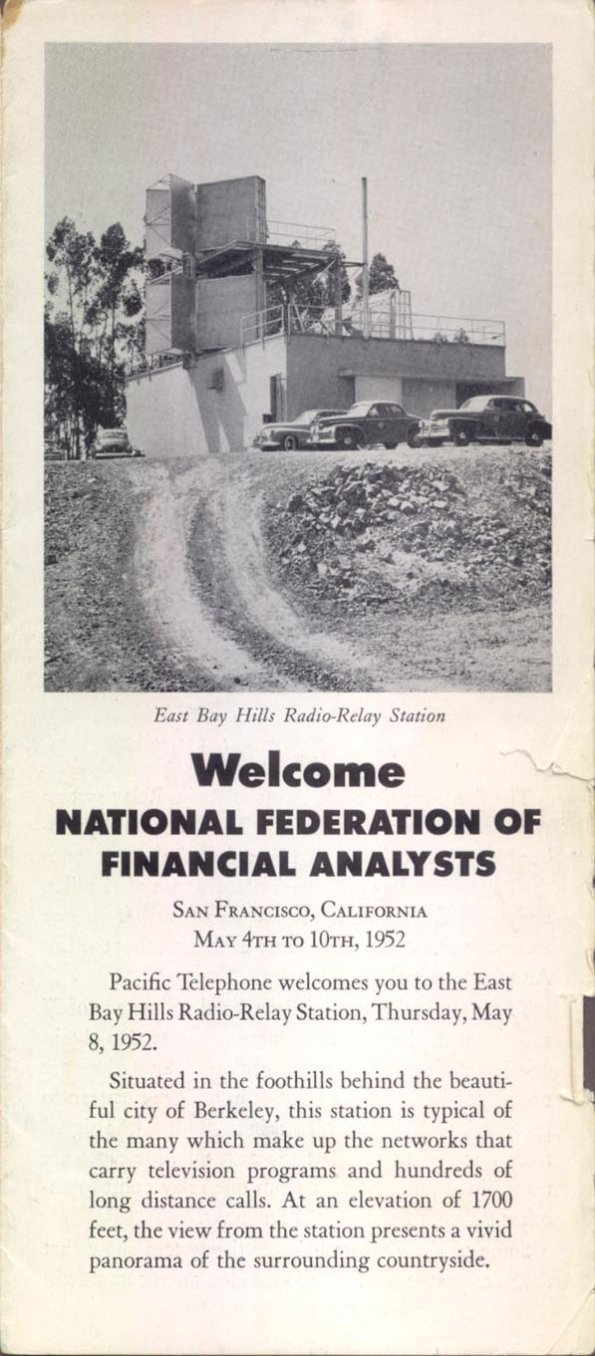 East Bay Hills Radio-Relay Station
Welcome
NATIONAL FEDERATION OF
FINANCIAL ANALYSTS
SAN FRANCISCO, CALIFORNIA
MAY 4TH TO 10TH, 1952
Pacific Telephone welcomes you to the East
Bay Hills Radio-Relay Station, Thursday, May
8, 1952.
Situated in the foothills behind the beauti-
ful city of Berkeley, this station is typical of
the many which make up the networks that
carry television programs and hundreds of
long distance calls. At an elevation of 1700
feet, the view from the station presents a vivid
panorama of the surrounding countryside.